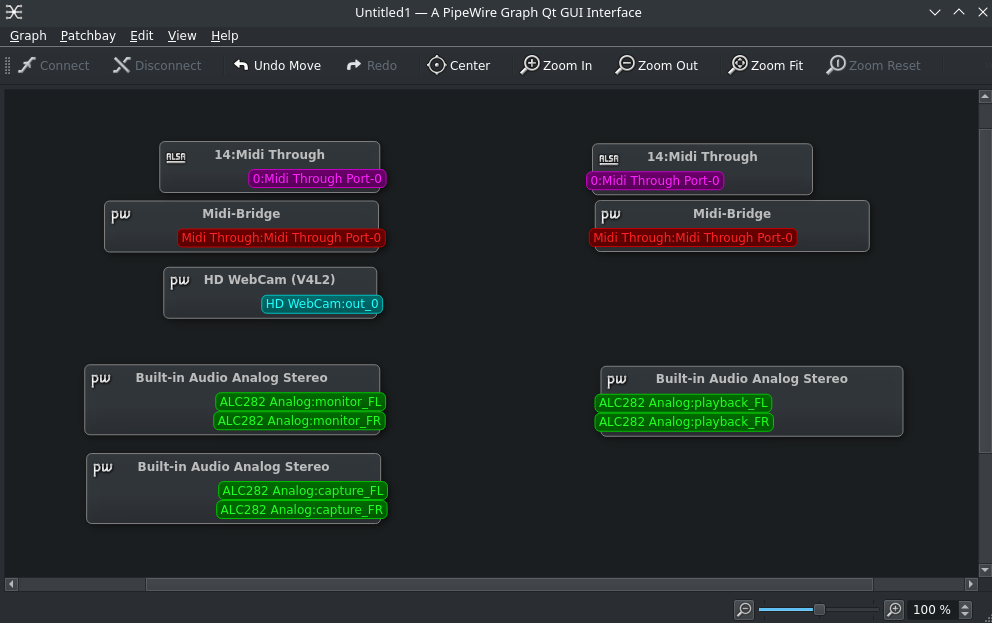 Untitled1 — A PipeWire Graph Qt GUI Interface
Graph Patchbay Edit View Help
Connect Disconnect Undo Move Redo Center Zoom In Zoom Out Zoom Fit Zoom Reset
ALSA 14:Midi Through
0:Midi Through Port-0
pw Midi-Bridge
Midi Through:Midi Through Port-0
pw HD WebCam (V4L2)
HD WebCam:out_0
pw Built-in Audio Analog Stereo
ALC282 Analog:monitor_FL
ALC282 Analog:monitor_FR
pw Built-in Audio Analog Stereo
ALC282 Analog:capture_FL
ALC282 Analog:capture_FR
ALSA 14:Midi Through
0:Midi Through Port-0
pw Midi-Bridge
Midi Through:Midi Through Port-0
pw Built-in Audio Analog Stereo
ALC282 Analog:playback_FL
ALC282 Analog:playback_FR
100 %